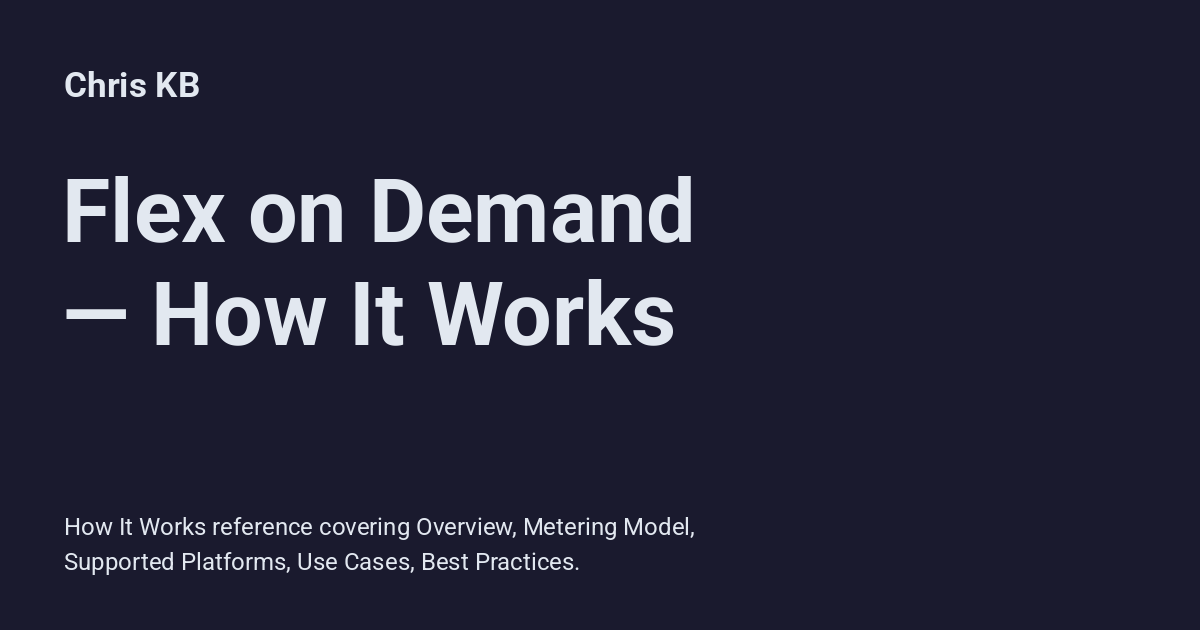 Chris KB
Flex on Demand
— How It Works
How It Works reference covering Overview, Metering Model,
Supported Platforms, Use Cases, Best Practices.